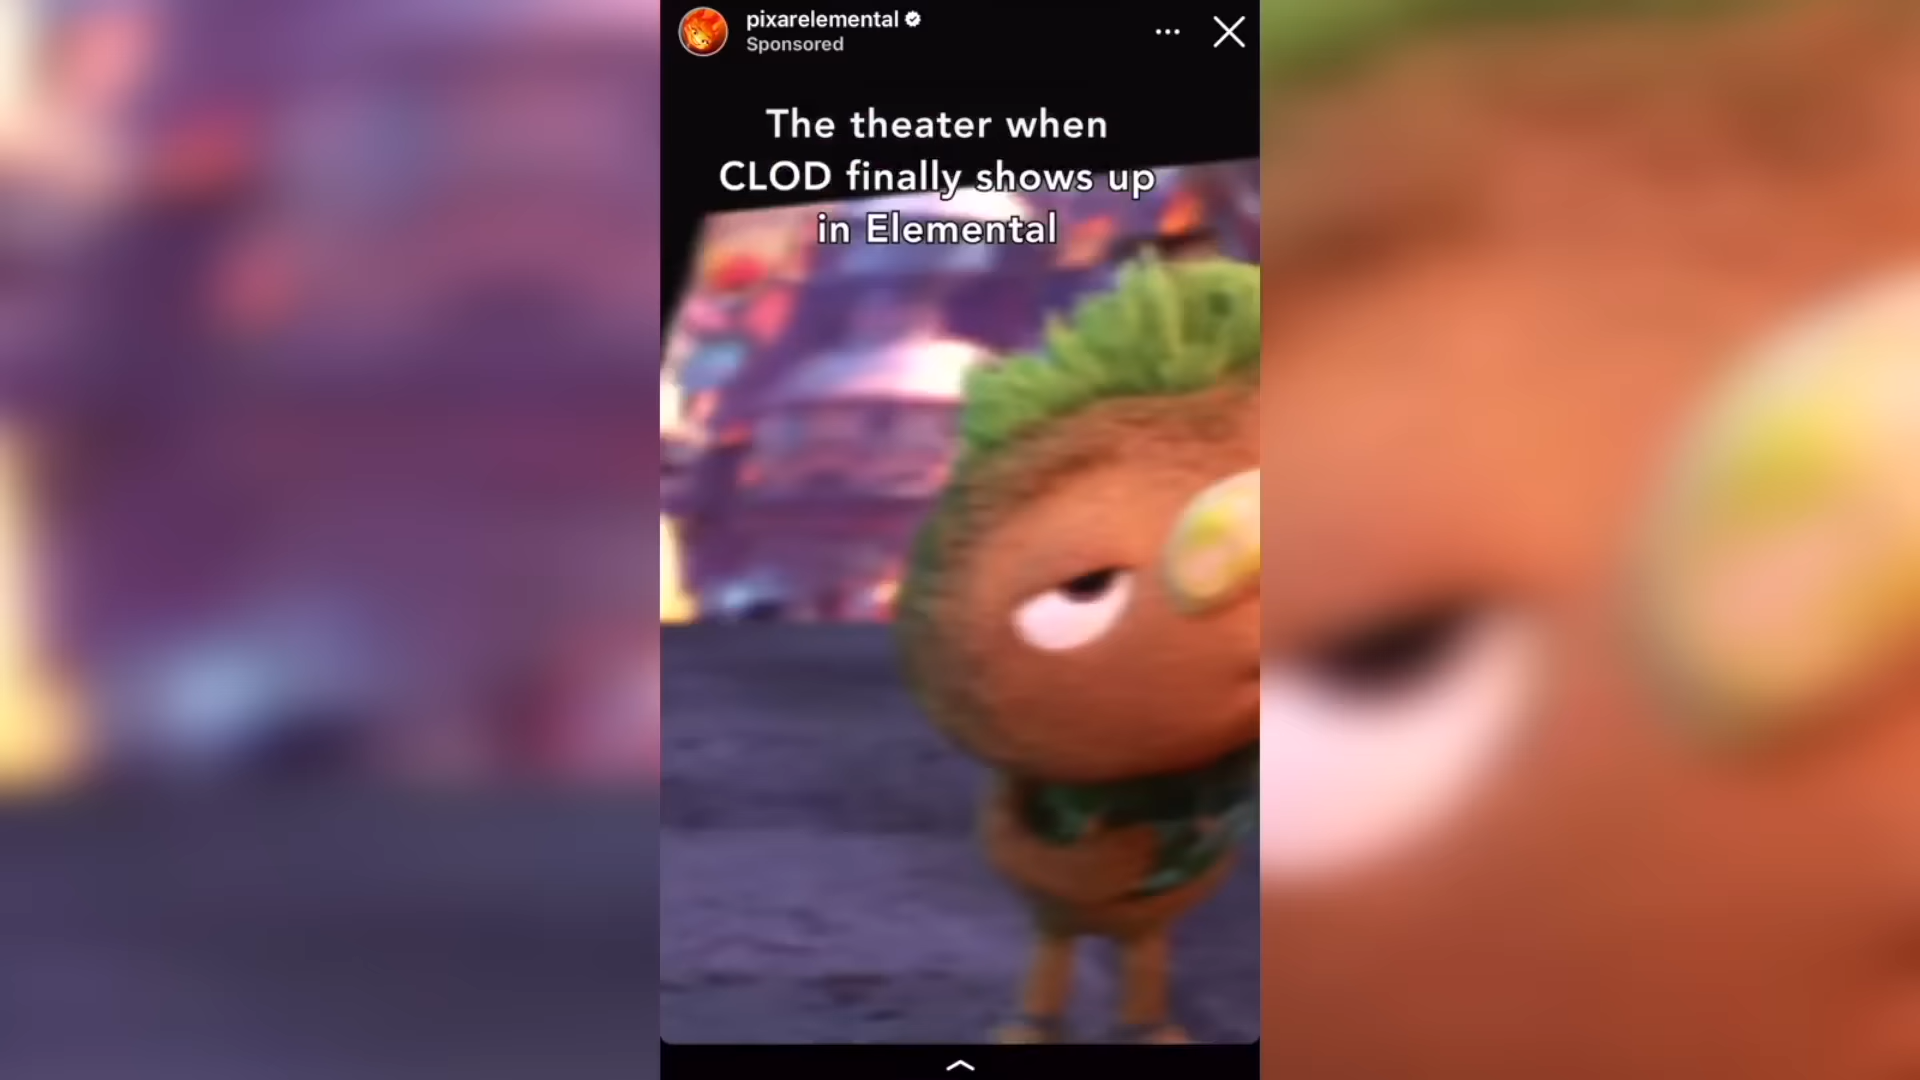 pixarelemental
Sponsored
The theater when
CLOD finally shows up
in Elemental